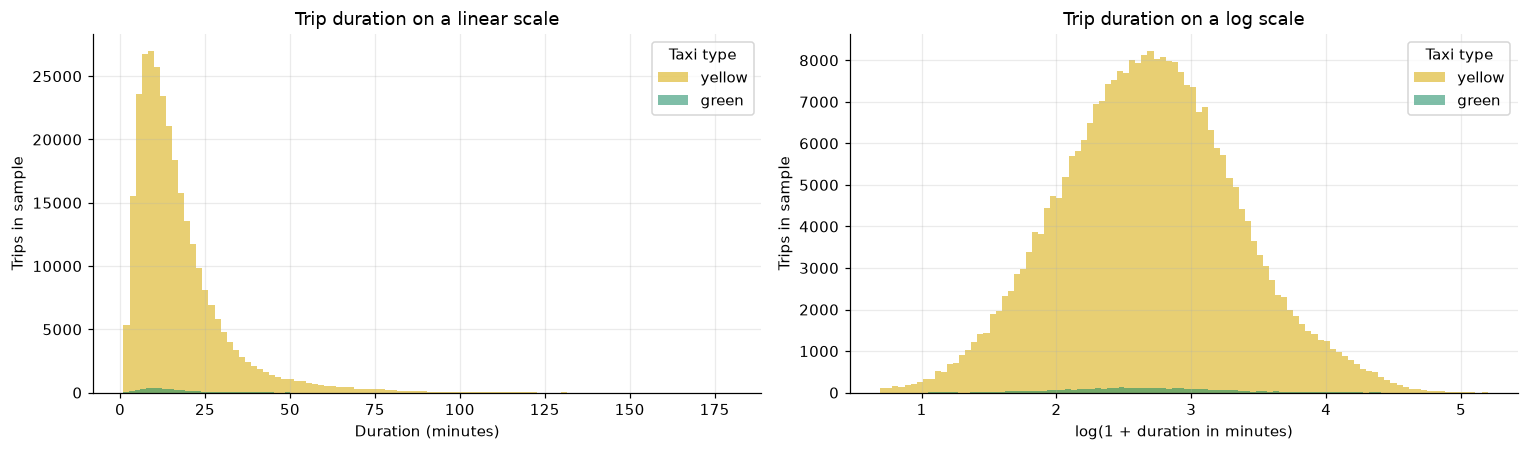 Trip duration on a linear scale
Taxi type
yellow
green
25000
20000
15000
10000
5000
0
Trips in sample
0 25 50 75 100 125 150 175
Duration (minutes)
Trip duration on a log scale
Taxi type
yellow
green
8000
7000
6000
5000
4000
3000
2000
1000
0
Trips in sample
1 2 3 4 5
log(1 + duration in minutes)